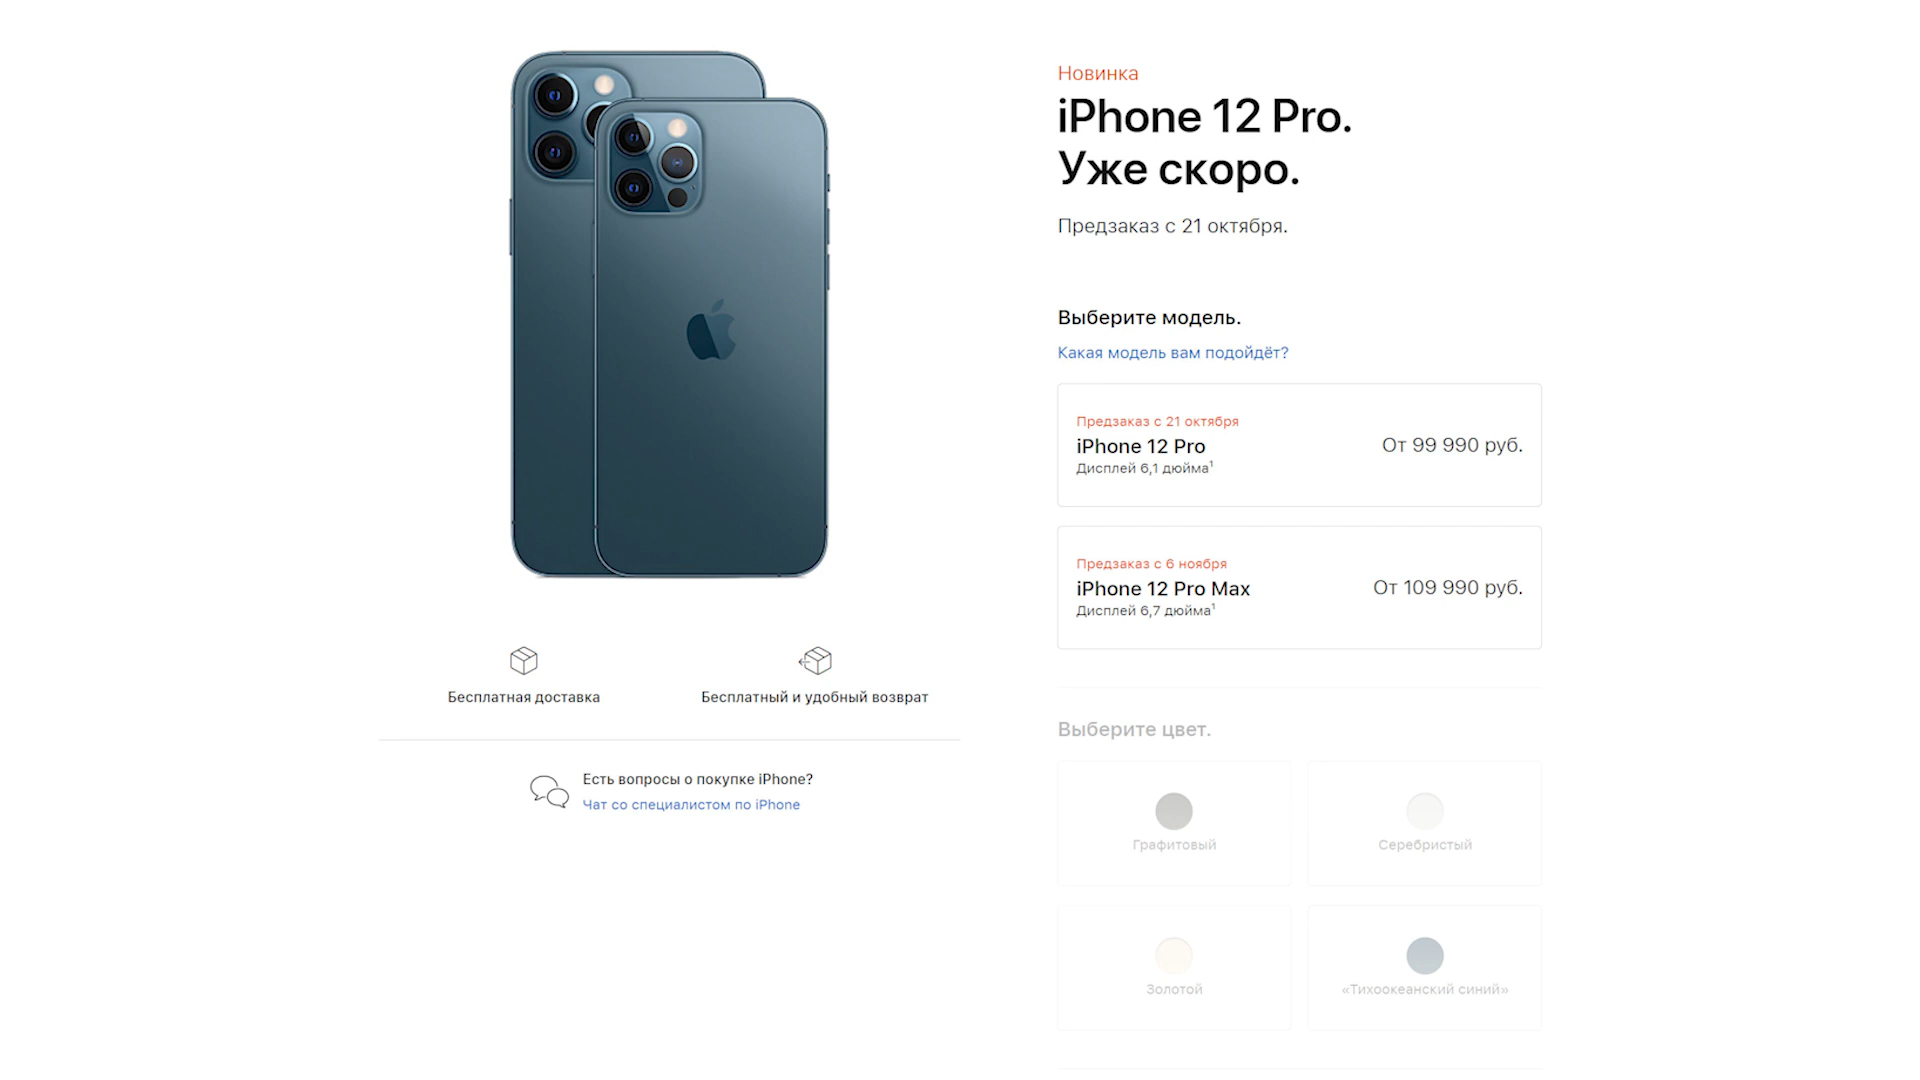 Новинка
iPhone 12 Pro.
Уже скоро.
Предзаказ с 21 октября.
Выберите модель.
Какая модель вам подойдёт?
Предзаказ с 21 октября
iPhone 12 Pro
Дисплей 6,1 дюйма¹
От 99 990 руб.
Предзаказ с 6 ноября
iPhone 12 Pro Max
Дисплей 6,7 дюйма¹
От 109 990 руб.
Бесплатная доставка
Бесплатный и удобный возврат
Есть вопросы о покупке iPhone?
Чат со специалистом по iPhone
Выберите цвет.
Графитовый
Серебристый
Золотой
«Тихоокеанский синий»